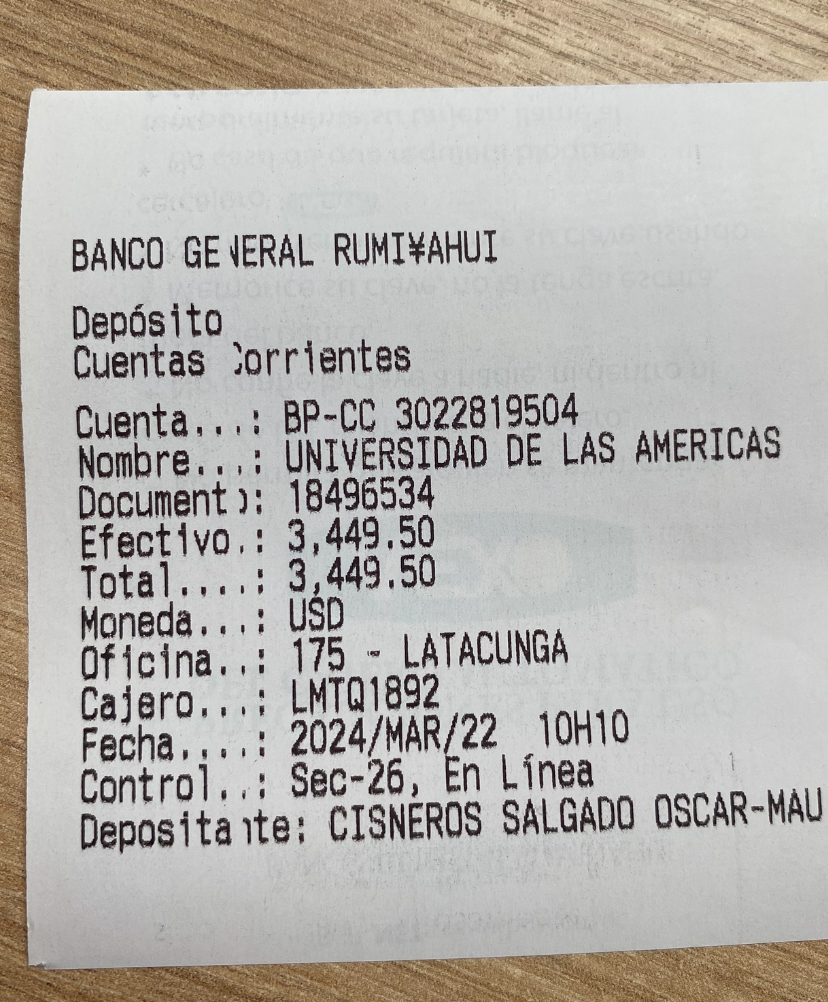 BANCO GENERAL RUMI¥AHUI
Depósito
Cuentas Corrientes
Cuenta...: BP-CC 3022819504
Nombre...: UNIVERSIDAD DE LAS AMERICAS
Documento: 18496534
Efectivo.: 3,449.50
Total....: 3,449.50
Moneda...: USD
Oficina..: 175 - LATACUNGA
Cajero...: LMTQ1892
Fecha....: 2024/MAR/22 10H10
Control..: Sec-26, En Línea
Depositante: CISNEROS SALGADO OSCAR-MAU